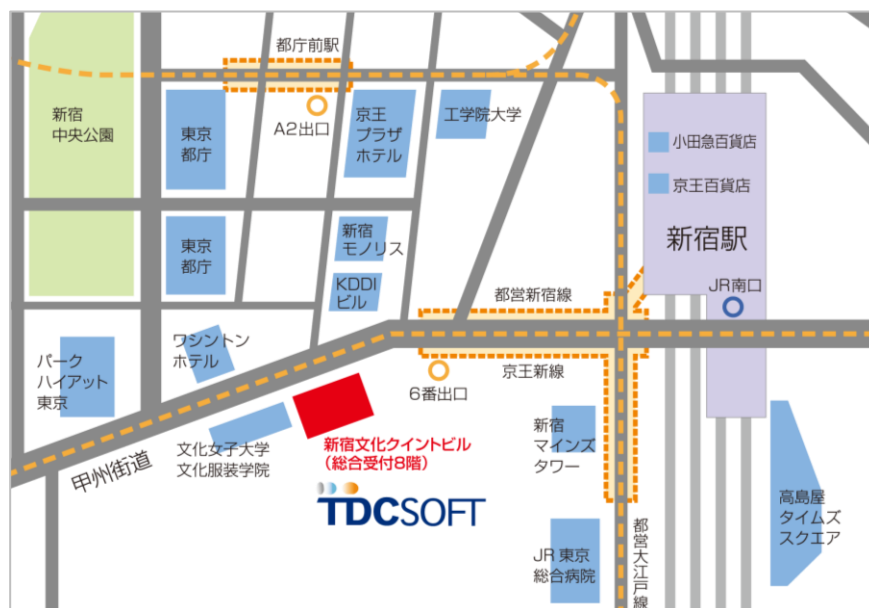 都庁前駅
新宿
中央公園
東京
都庁
A2出口
京王
プラザ
ホテル
工学院大学
小田急百貨店
京王百貨店
新宿駅
東京
都庁
新宿
モノリス
KDDI
ビル
都営新宿線
JR南口
ワシントン
ホテル
パーク
ハイアット
東京
京王新線
6番出口
新宿
マインズ
タワー
文化女子大学
文化服装学院
新宿文化クイントビル
（総合受付8階）
甲州街道
TDCSOFT
高島屋
タイムズ
スクエア
JR東京
総合病院
都営大江戸線